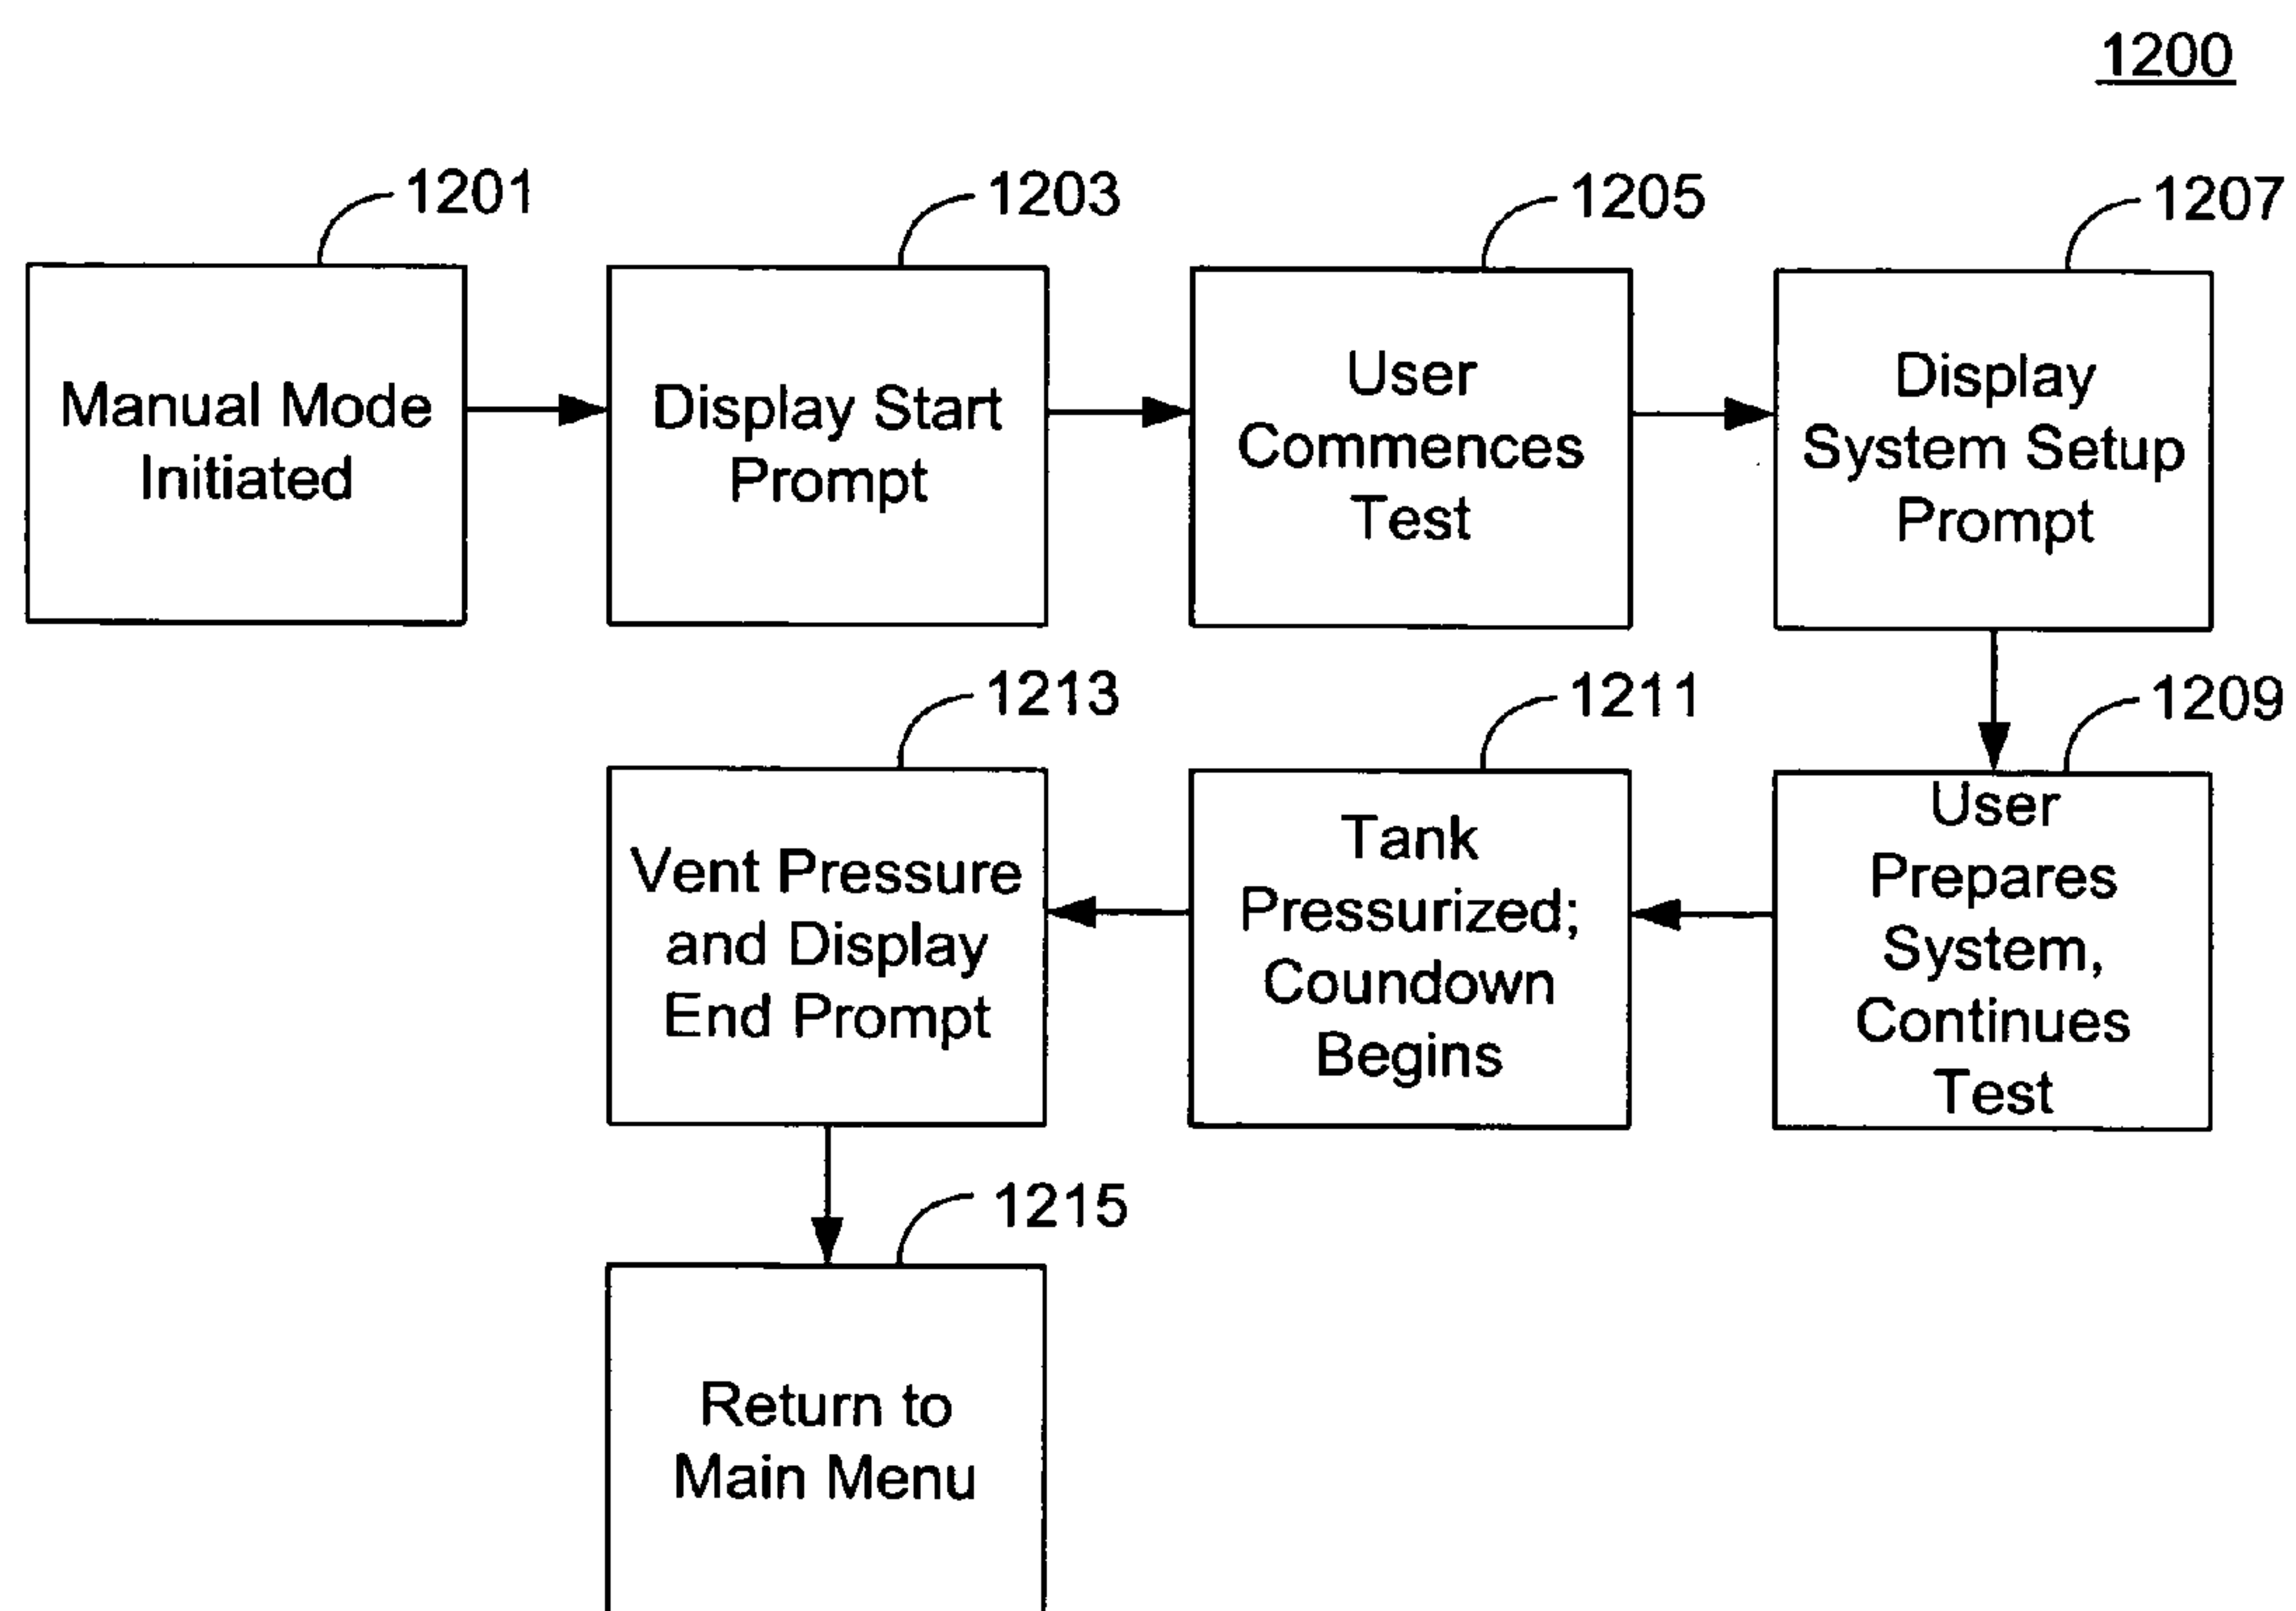 1200
1201
Manual Mode
Initiated
1203
Display Start
Prompt
1205
User
Commences
Test
1207
Display
System Setup
Prompt
1209
User
Prepares
System,
Continues
Test
1211
Tank
Pressurized;
Coundown
Begins
1213
Vent Pressure
and Display
End Prompt
1215
Return to
Main Menu